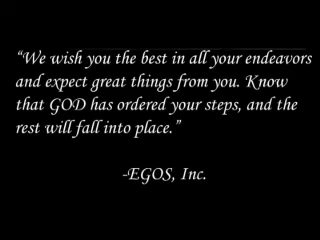 “We wish you the best in all your endeavors
and expect great things from you. Know
that GOD has ordered your steps, and the
rest will fall into place.”
-EGOS, Inc.